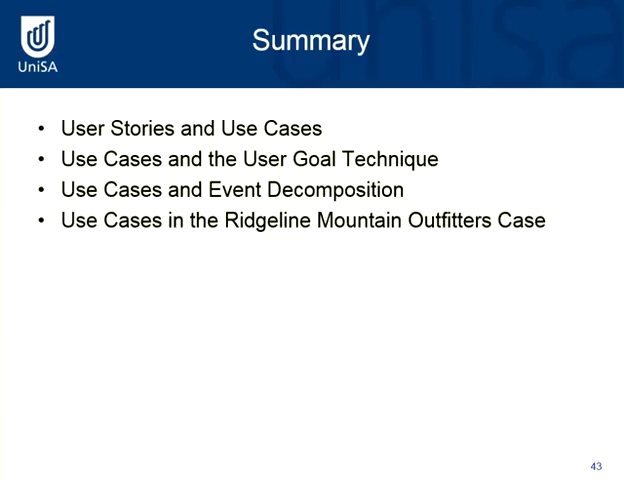 Summary
UniSA
• User Stories and Use Cases
• Use Cases and the User Goal Technique
• Use Cases and Event Decomposition
• Use Cases in the Ridgeline Mountain Outfitters Case
43